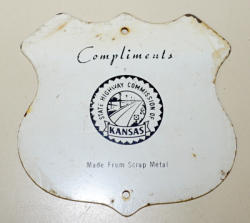 Compliments
STATE HIGHWAY COMMISSION OF
KANSAS
Made From Scrap Metal